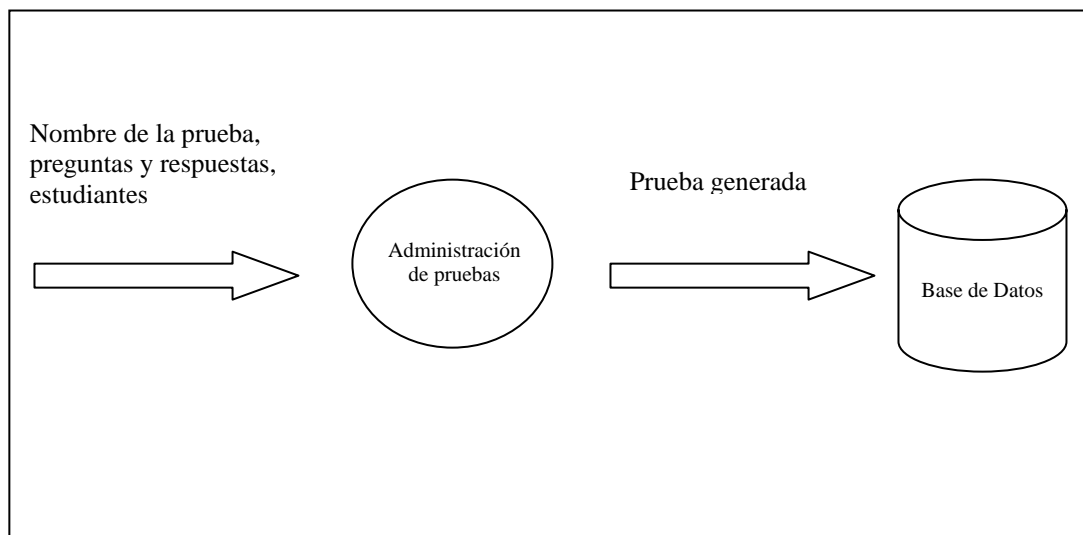 Nombre de la prueba,
preguntas y respuestas,
estudiantes
Administración
de pruebas
Prueba generada
Base de Datos